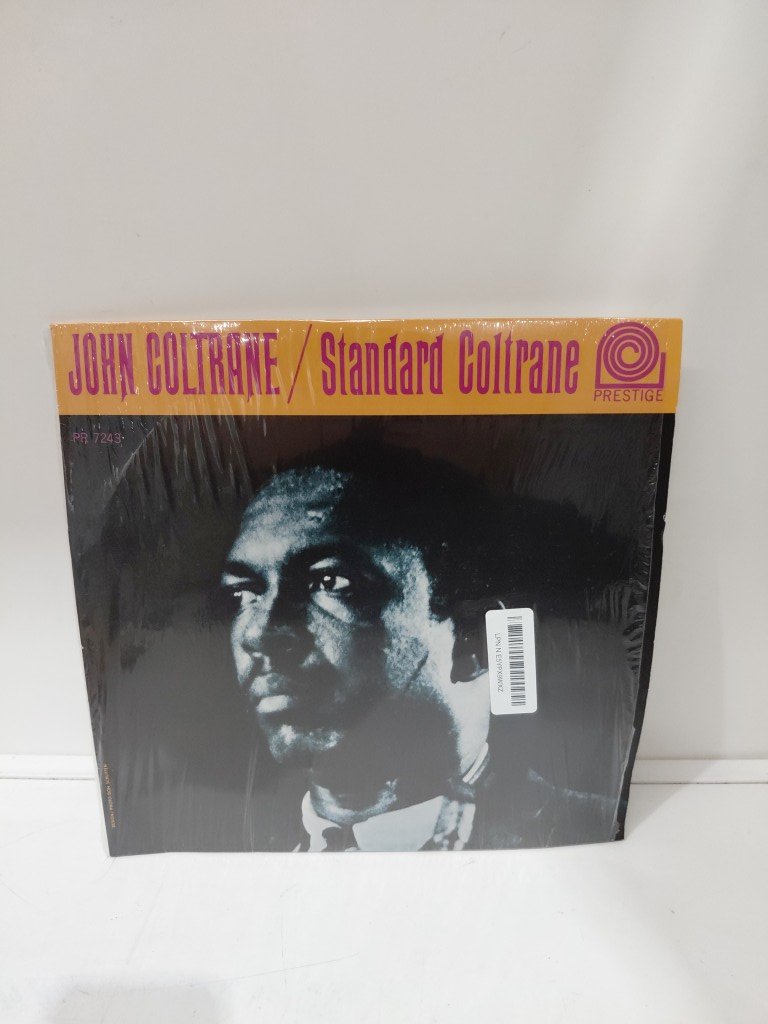 JOHN COLTRANE / Standard Coltrane
PRESTIGE
PR 7243